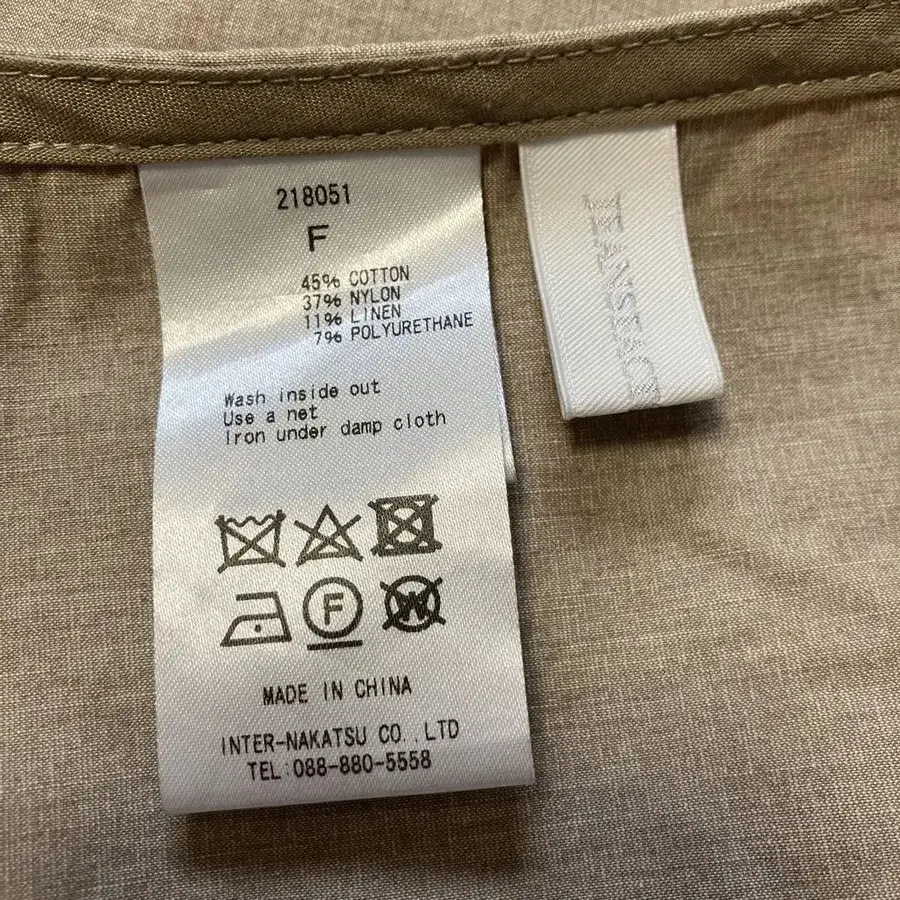 218051
F
45% COTTON
37% NYLON
11% LINEN
7% POLYURETHANE
Wash inside out
Use a net
Iron under damp cloth
F
W
MADE IN CHINA
INTER-NAKATSU CO.,LTD
TEL:088-880-5558